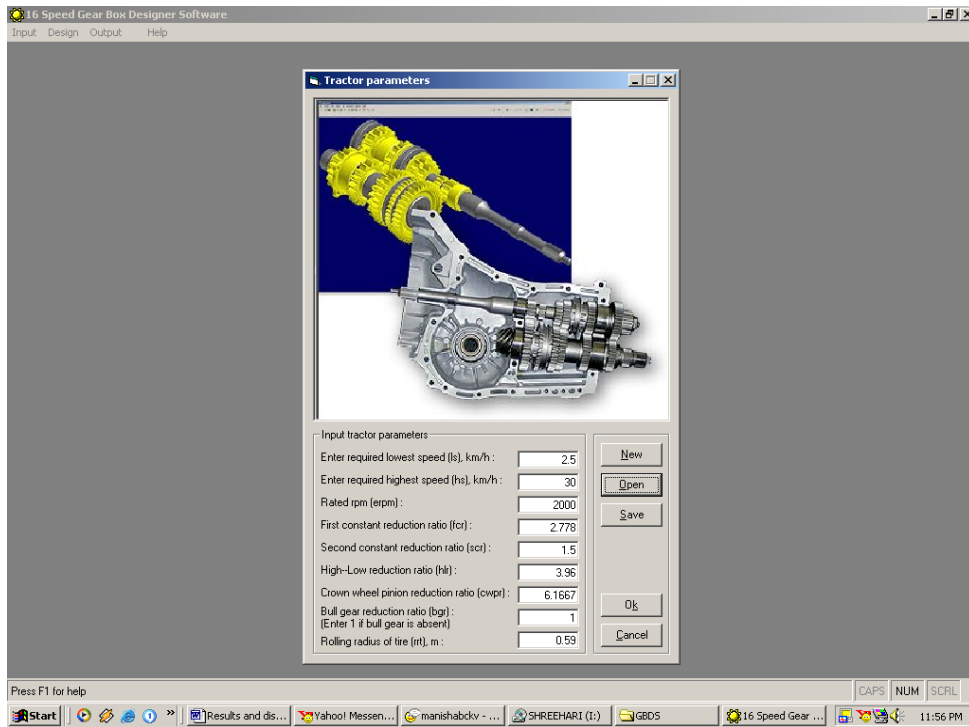 16 Speed Gear Box Designer Software
Input Design Output Help
Tractor parameters
Input tractor parameters
Enter required lowest speed (ls), km/h : 2.5
Enter required highest speed (hs), km/h : 30
Rated rpm (erpm) : 2000
First constant reduction ratio (fcr) : 2.778
Second constant reduction ratio (scr) : 1.5
High--Low reduction ratio (hlr) : 3.96
Crown wheel pinion reduction ratio (cwpr) : 6.1667
Bull gear reduction ratio (bgr) : 1
(Enter 1 if bull gear is absent)
Rolling radius of tire (rrt), m : 0.59
New
Open
Save
Ok
Cancel
Press F1 for help
CAPS NUM SCRL
Start » Results and dis... Yahoo! Messen... manishabckv - ... SHREEHARI (I:) GBDS 16 Speed Gear ... 11:56 PM